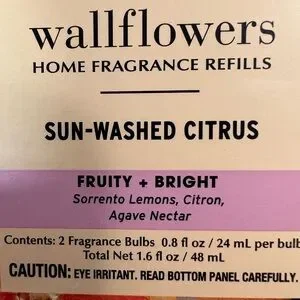 wallflowers
HOME FRAGRANCE REFILLS
SUN-WASHED CITRUS
FRUITY + BRIGHT
Sorrento Lemons, Citron,
Agave Nectar
Contents: 2 Fragrance Bulbs 0.8 fl oz / 24 mL per bulb
Total Net 1.6 fl oz / 48 mL
CAUTION: EYE IRRITANT. READ BOTTOM PANEL CAREFULLY.